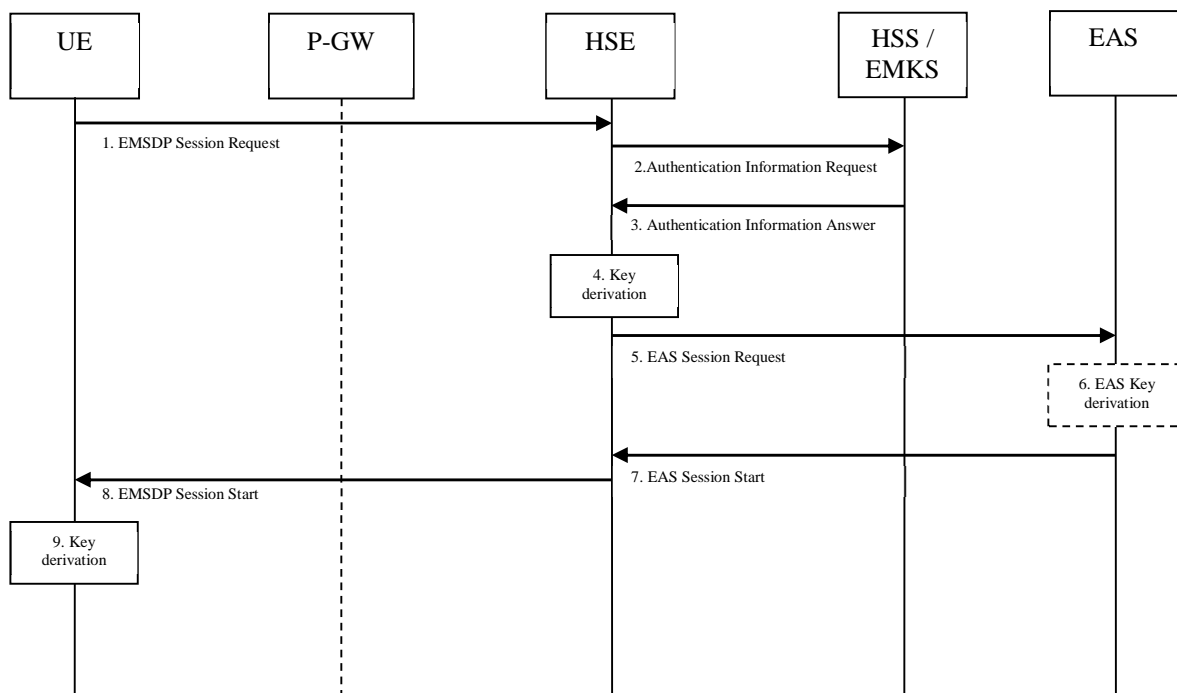 UE
P-GW
HSE
HSS /
EMKS
EAS
1. EMSDP Session Request
2.Authentication Information Request
3. Authentication Information Answer
4. Key
derivation
5. EAS Session Request
6. EAS Key
derivation
7. EAS Session Start
8. EMSDP Session Start
9. Key
derivation